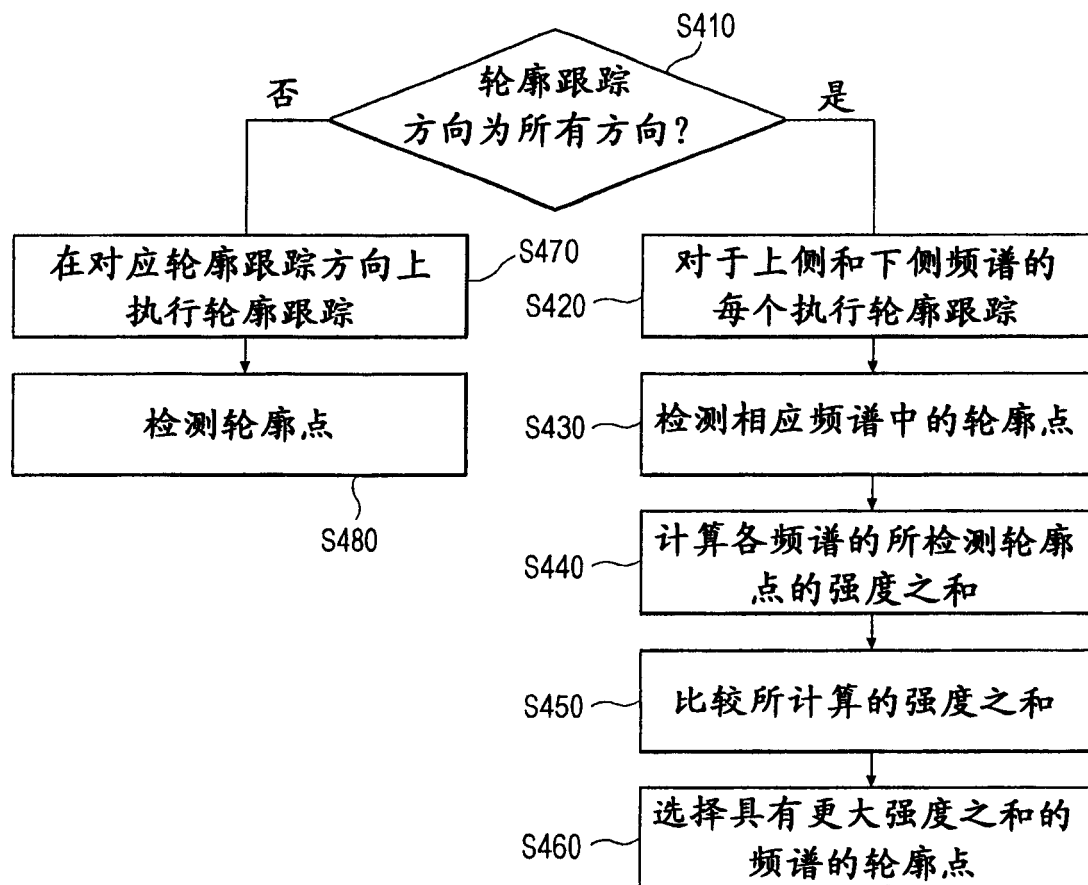 S410
轮廓跟踪
方向为所有方向?
否
是
在对应轮廓跟踪方向上
执行轮廓跟踪
S470
检测轮廓点
S480
对于上侧和下侧频谱的
每个执行轮廓跟踪
S420
检测相应频谱中的轮廓点
S430
计算各频谱的所检测轮廓
点的强度之和
S440
比较所计算的强度之和
S450
选择具有更大强度之和的
频谱的轮廓点
S460